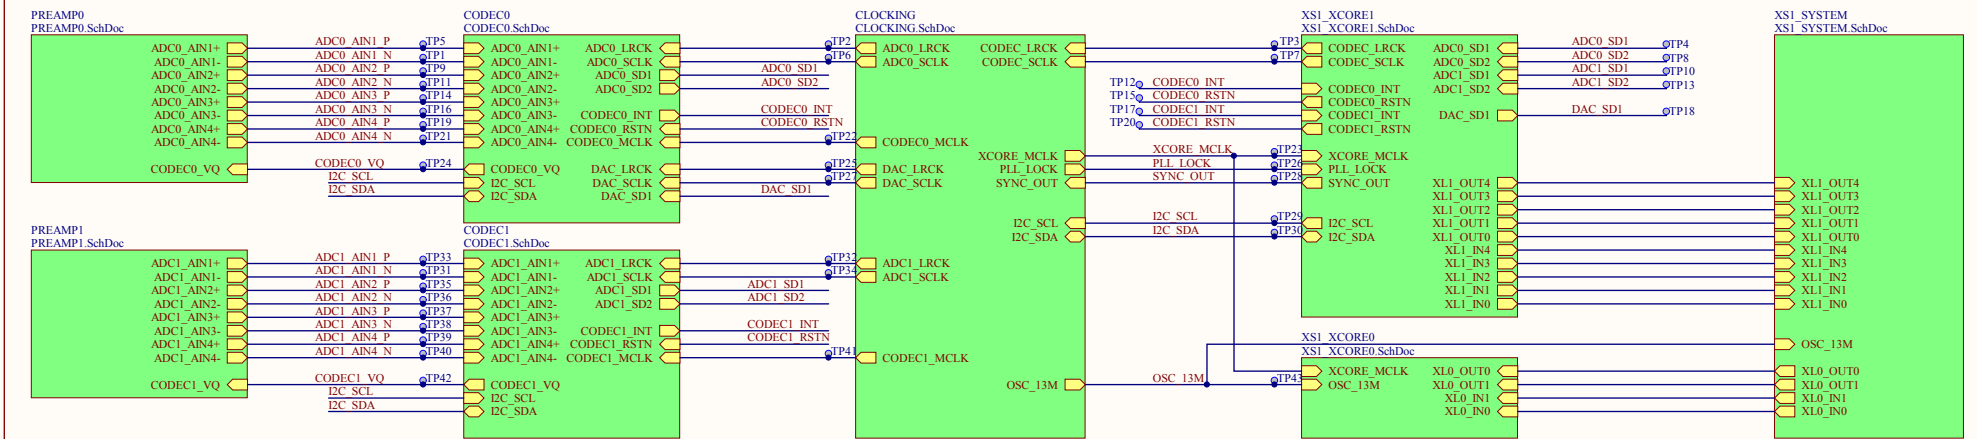 PREAMP0
PREAMP0.SchDoc
ADC0_AIN1+
ADC0_AIN1-
ADC0_AIN2+
ADC0_AIN2-
ADC0_AIN3+
ADC0_AIN3-
ADC0_AIN4+
ADC0_AIN4-
CODEC0_VQ
ADC0_AIN1_P TP5
ADC0_AIN1_N TP1
ADC0_AIN2_P TP9
ADC0_AIN2_N TP11
ADC0_AIN3_P TP14
ADC0_AIN3_N TP16
ADC0_AIN4_P TP19
ADC0_AIN4_N TP21
CODEC0_VQ TP24
I2C_SCL
I2C_SDA
CODEC0
CODEC0.SchDoc
ADC0_AIN1+ ADC0_LRCK
ADC0_AIN1- ADC0_SCLK
ADC0_AIN2+ ADC0_SD1
ADC0_AIN2- ADC0_SD2
ADC0_AIN3+
ADC0_AIN3- CODEC0_INT
ADC0_AIN4+ CODEC0_RSTN
ADC0_AIN4- CODEC0_MCLK
CODEC0_VQ DAC_LRCK
I2C_SCL DAC_SCLK
I2C_SDA DAC_SD1
TP2
TP6
ADC0_SD1
ADC0_SD2
CODEC0_INT
CODEC0_RSTN
TP22
TP25
TP27
DAC_SD1
PREAMP1
PREAMP1.SchDoc
ADC1_AIN1+
ADC1_AIN1-
ADC1_AIN2+
ADC1_AIN2-
ADC1_AIN3+
ADC1_AIN3-
ADC1_AIN4+
ADC1_AIN4-
CODEC1_VQ
ADC1_AIN1_P TP33
ADC1_AIN1_N TP31
ADC1_AIN2_P TP35
ADC1_AIN2_N TP36
ADC1_AIN3_P TP37
ADC1_AIN3_N TP38
ADC1_AIN4_P TP39
ADC1_AIN4_N TP40
CODEC1_VQ TP42
I2C_SCL
I2C_SDA
CODEC1
CODEC1.SchDoc
ADC1_AIN1+ ADC1_LRCK
ADC1_AIN1- ADC1_SCLK
ADC1_AIN2+ ADC1_SD1
ADC1_AIN2- ADC1_SD2
ADC1_AIN3+
ADC1_AIN3- CODEC1_INT
ADC1_AIN4+ CODEC1_RSTN
ADC1_AIN4- CODEC1_MCLK
CODEC1_VQ
I2C_SCL
I2C_SDA
TP32
TP34
ADC1_SD1
ADC1_SD2
CODEC1_INT
CODEC1_RSTN
TP41
CLOCKING
CLOCKING.SchDoc
ADC0_LRCK CODEC_LRCK
ADC0_SCLK CODEC_SCLK
CODEC0_MCLK
XCORE_MCLK
DAC_LRCK PLL_LOCK
DAC_SCLK SYNC_OUT
I2C_SCL
I2C_SDA
ADC1_LRCK
ADC1_SCLK
CODEC1_MCLK
OSC_13M
TP3
TP7
TP12 CODEC0_INT
TP15 CODEC0_RSTN
TP17 CODEC1_INT
TP20 CODEC1_RSTN
XCORE_MCLK TP23
PLL_LOCK TP26
SYNC_OUT TP28
I2C_SCL TP29
I2C_SDA TP30
OSC_13M TP43
XS1_XCORE1
XS1_XCORE1.SchDoc
CODEC_LRCK ADC0_SD1
CODEC_SCLK ADC0_SD2
ADC1_SD1
CODEC0_INT ADC1_SD2
CODEC0_RSTN
CODEC1_INT DAC_SD1
CODEC1_RSTN
XCORE_MCLK
PLL_LOCK
SYNC_OUT XL1_OUT4
XL1_OUT3
XL1_OUT2
I2C_SCL XL1_OUT1
I2C_SDA XL1_OUT0
XL1_IN4
XL1_IN3
XL1_IN2
XL1_IN1
XL1_IN0
ADC0_SD1 TP4
ADC0_SD2 TP8
ADC1_SD1 TP10
ADC1_SD2 TP13
DAC_SD1 TP18
XS1_XCORE0
XS1_XCORE0.SchDoc
XCORE_MCLK XL0_OUT0
OSC_13M XL0_OUT1
XL0_IN1
XL0_IN0
XS1_SYSTEM
XS1_SYSTEM.SchDoc
XL1_OUT4
XL1_OUT3
XL1_OUT2
XL1_OUT1
XL1_OUT0
XL1_IN4
XL1_IN3
XL1_IN2
XL1_IN1
XL1_IN0
OSC_13M
XL0_OUT0
XL0_OUT1
XL0_IN1
XL0_IN0